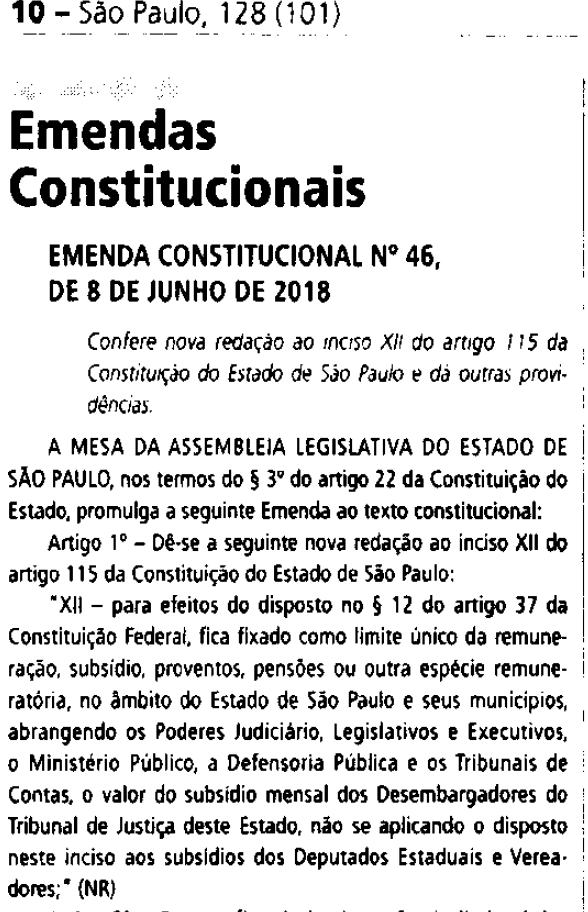 10 – São Paulo, 128 (101)
Emendas
Constitucionais
EMENDA CONSTITUCIONAL Nº 46,
DE 8 DE JUNHO DE 2018
Confere nova redação ao inciso XII do artigo 115 da
Constituição do Estado de São Paulo e dá outras provi-
dências.
A MESA DA ASSEMBLEIA LEGISLATIVA DO ESTADO DE
SÃO PAULO, nos termos do § 3º do artigo 22 da Constituição do
Estado, promulga a seguinte Emenda ao texto constitucional:
Artigo 1º – Dê-se a seguinte nova redação ao inciso XII do
artigo 115 da Constituição do Estado de São Paulo:
"XII – para efeitos do disposto no § 12 do artigo 37 da
Constituição Federal, fica fixado como limite único da remune-
ração, subsídio, proventos, pensões ou outra espécie remune-
ratória, no âmbito do Estado de São Paulo e seus municípios,
abrangendo os Poderes Judiciário, Legislativos e Executivos,
o Ministério Público, a Defensoria Pública e os Tribunais de
Contas, o valor do subsídio mensal dos Desembargadores do
Tribunal de Justiça deste Estado, não se aplicando o disposto
neste inciso aos subsídios dos Deputados Estaduais e Verea-
dores;" (NR)